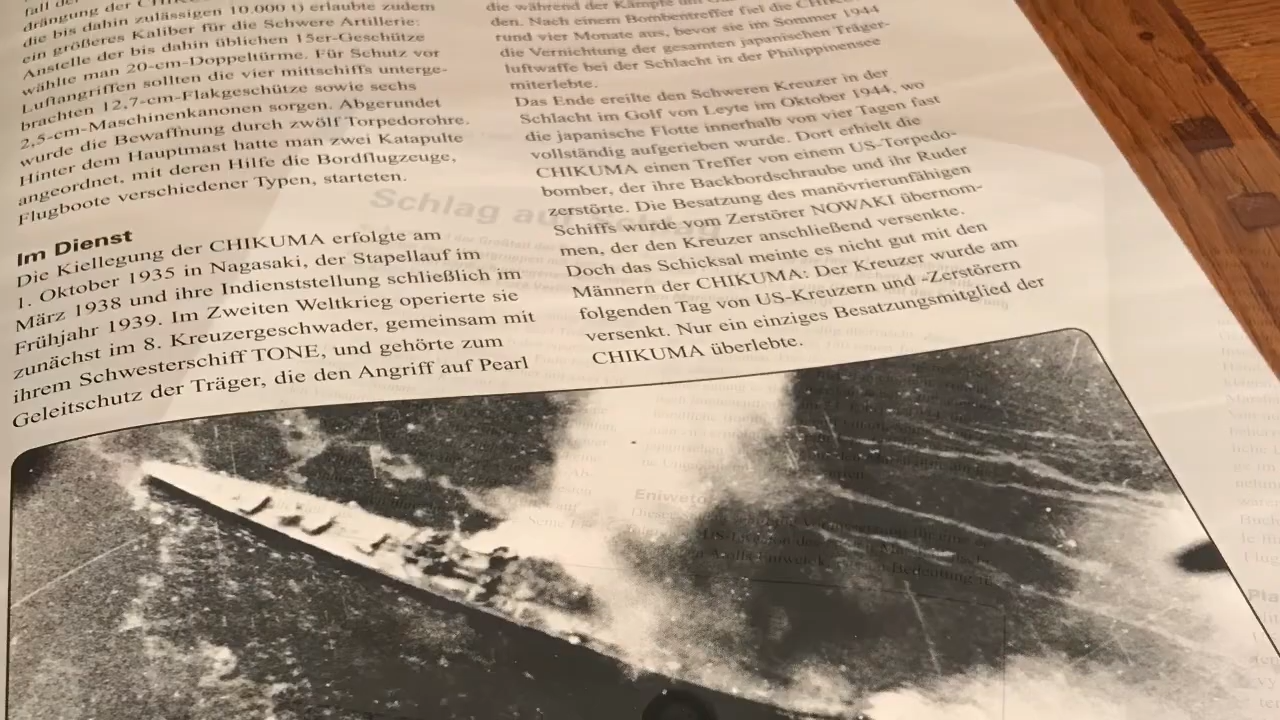 drängung der
die bis dahin zulässigen 10.000 t) erlaubte zudem
ein größeres Kaliber für die Schwere Artillerie:
Anstelle der bis dahin üblichen 15er-Geschütze
wählte man 20-cm-Doppeltürme. Für Schutz vor
Luftangriffen sollten die vier mittschiffs unterge-
brachten 12,7-cm-Flakgeschütze sowie sechs
2,5-cm-Maschinenkanonen sorgen. Abgerundet
wurde die Bewaffnung durch zwölf Torpedorohre.
Hinter dem Hauptmast hatte man zwei Katapulte
angeordnet, mit deren Hilfe die Bordflugzeuge,
Flugboote verschiedener Typen, starteten.
Im Dienst
Die Kiellegung der CHIKUMA erfolgte am
1. Oktober 1935 in Nagasaki, der Stapellauf im
März 1938 und ihre Indienststellung schließlich im
Frühjahr 1939. Im Zweiten Weltkrieg operierte sie
zunächst im 8. Kreuzergeschwader, gemeinsam mit
ihrem Schwesterschiff TONE, und gehörte zum
Geleitschutz der Träger, die den Angriff auf Pearl
die während der Kämpfe um
den. Nach einem Bombentreffer fiel die
rund vier Monate aus, bevor sie im Sommer 1944
die Vernichtung der gesamten japanischen Träger-
luftwaffe bei der Schlacht in der Philippinensee
miterlebte.
Das Ende ereilte den Schweren Kreuzer in der
Schlacht im Golf von Leyte im Oktober 1944, wo
die japanische Flotte innerhalb von vier Tagen fast
vollständig aufgerieben wurde. Dort erhielt die
CHIKUMA einen Treffer von einem US-Torpedo-
bomber, der ihre Backbordschraube und ihr Ruder
zerstörte. Die Besatzung des manövrierunfähigen
Schiffs wurde vom Zerstörer NOWAKI übernom-
men, der den Kreuzer anschließend versenkte.
Doch das Schicksal meinte es nicht gut mit den
Männern der CHIKUMA: Der Kreuzer wurde am
folgenden Tag von US-Kreuzern und -Zerstörern
versenkt. Nur ein einziges Besatzungsmitglied der
CHIKUMA überlebte.
Schlag auf